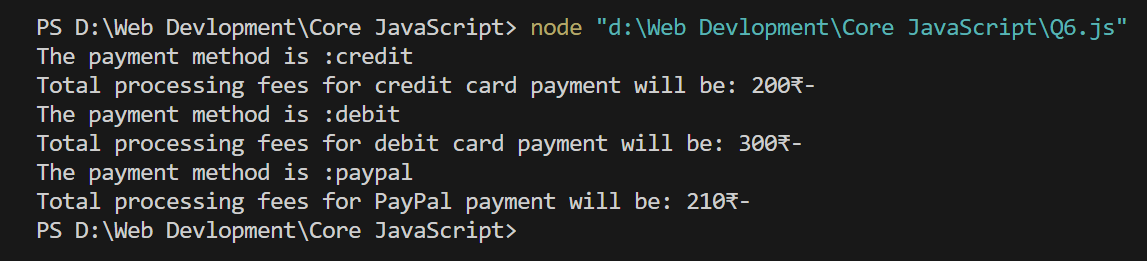 PS D:\Web Devlopment\Core JavaScript> node "d:\Web Devlopment\Core JavaScript\Q6.js"
The payment method is :credit
Total processing fees for credit card payment will be: 200₹-
The payment method is :debit
Total processing fees for debit card payment will be: 300₹-
The payment method is :paypal
Total processing fees for PayPal payment will be: 210₹-
PS D:\Web Devlopment\Core JavaScript>